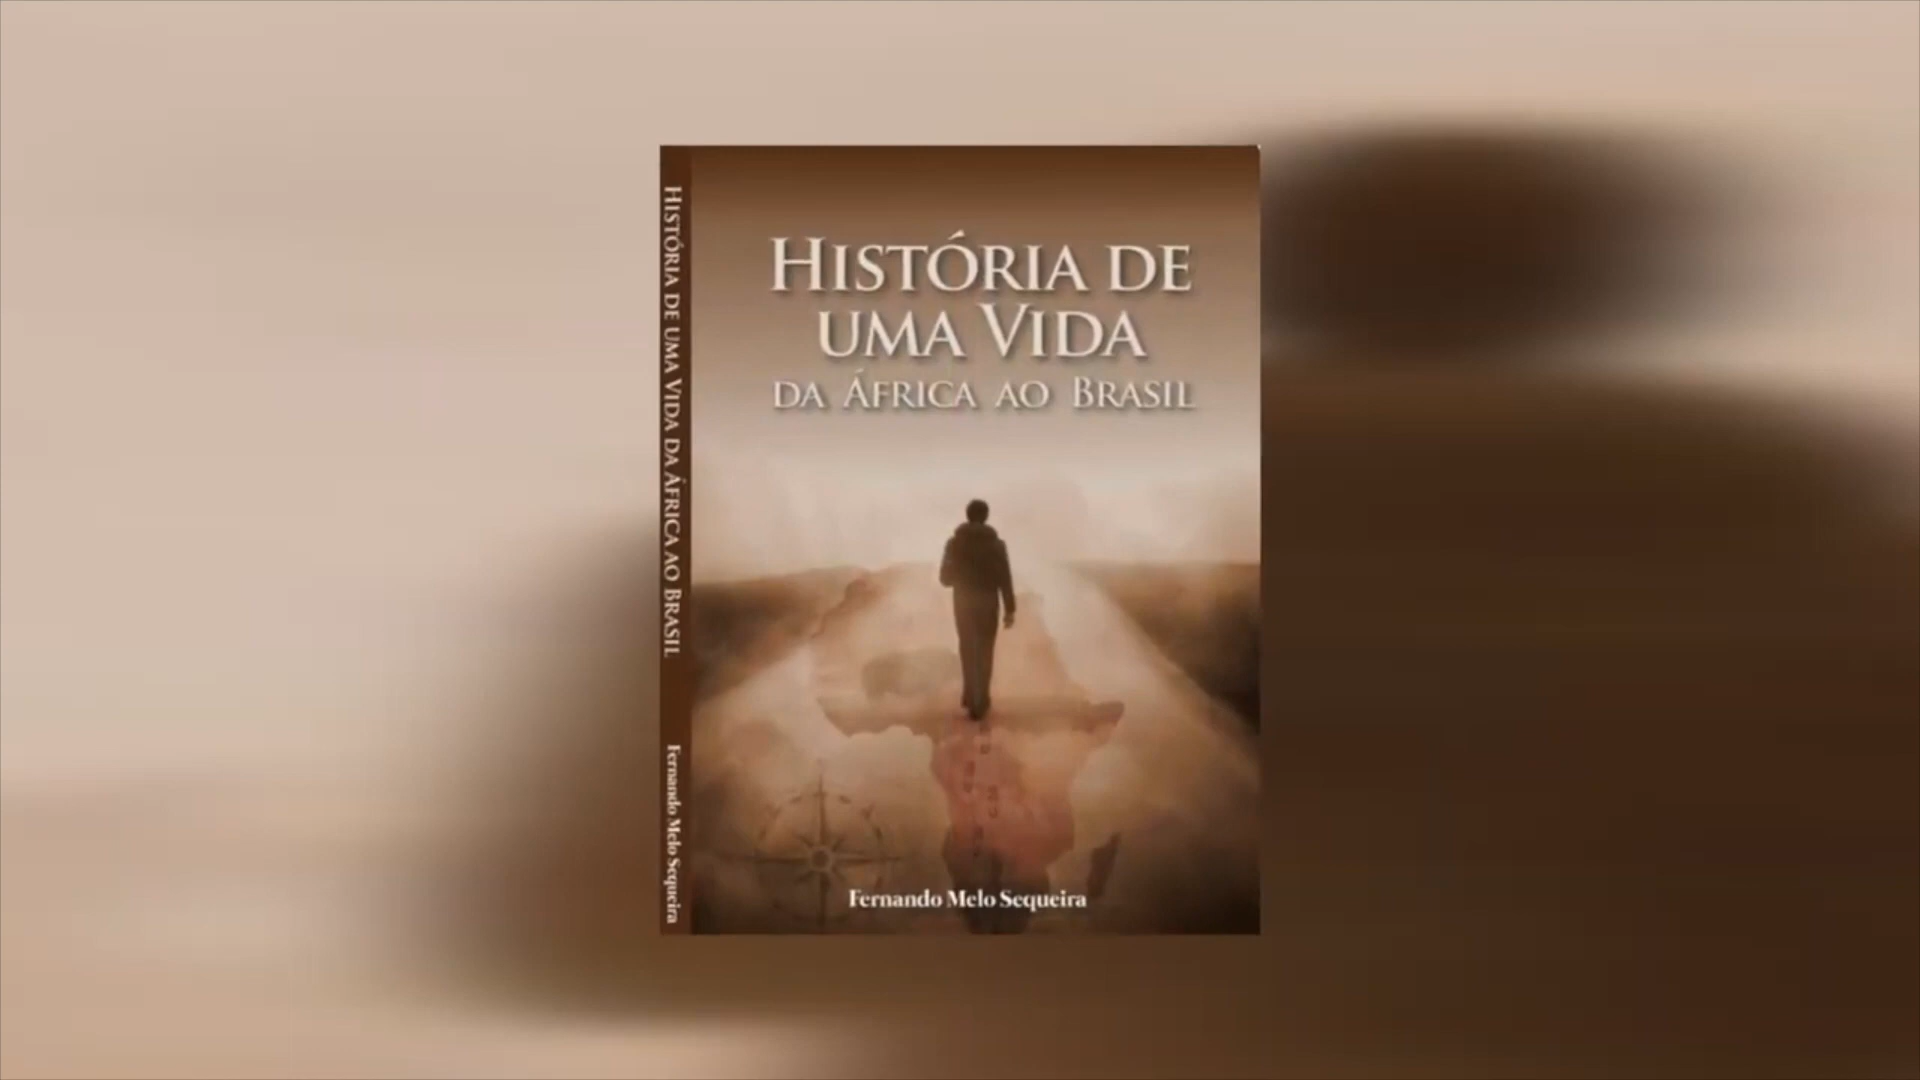 HISTÓRIA DE UMA VIDA DA ÁFRICA AO BRASIL
Fernando Melo Sequeira
HISTÓRIA DE
UMA VIDA
DA ÁFRICA AO BRASIL
Fernando Melo Sequeira